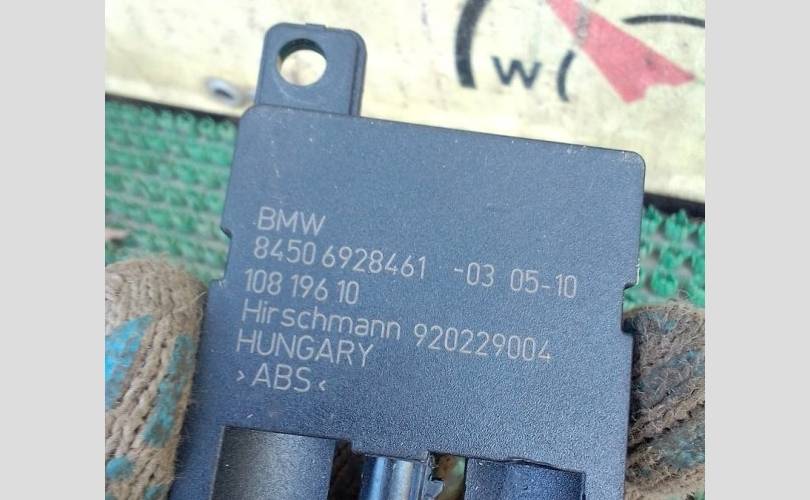 W(
BMW
8450 6928461 -03 05-10
108 196 10
Hirschmann 920229004
HUNGARY
>ABS<